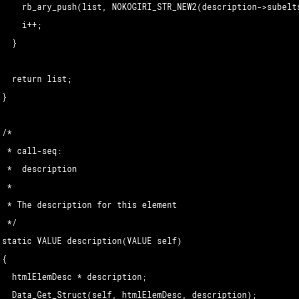 rb_ary_push(list, NOKOGIRI_STR_NEW2(description->subelts
i++;
}
return list;
}
/*
* call-seq:
* description
*
* The description for this element
*/
static VALUE description(VALUE self)
{
htmlElemDesc * description;
Data_Get_Struct(self, htmlElemDesc, description);